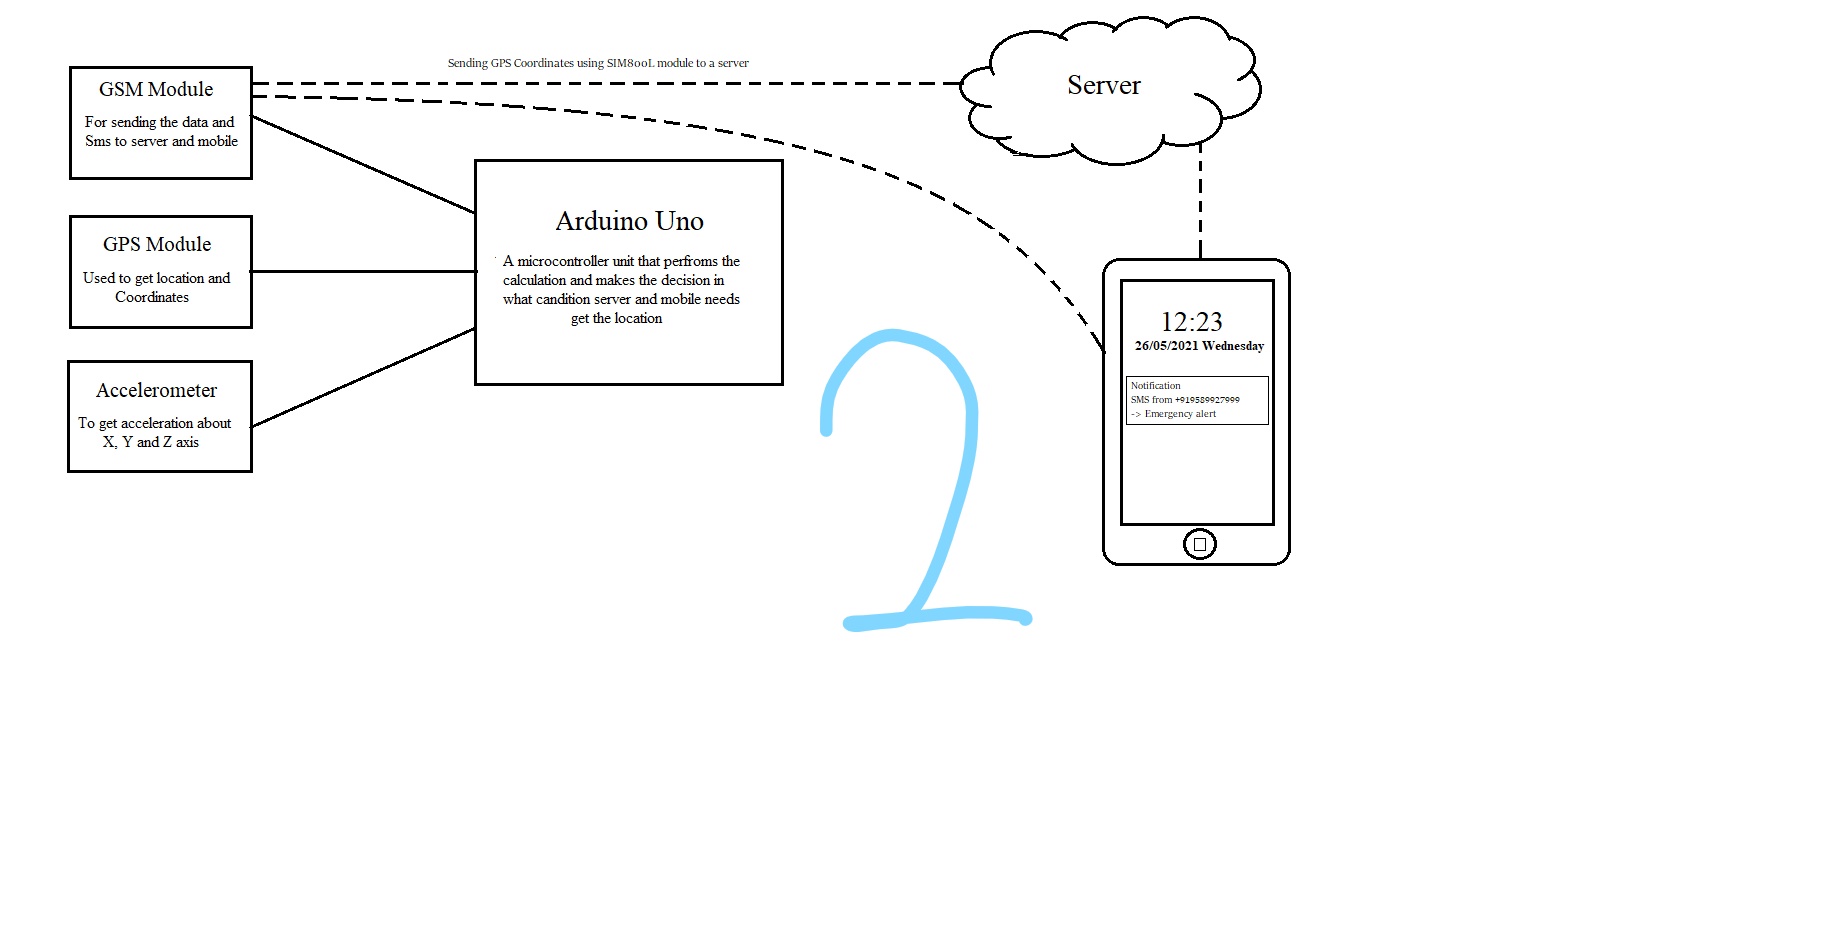 Sending GPS Coordinates using SIM800L module to a server
Server
GSM Module
For sending the data and
Sms to server and mobile
GPS Module
Used to get location and
Coordinates
Accelerometer
To get acceleration about
X, Y and Z axis
Arduino Uno
A microcontroller unit that perfroms the
calculation and makes the decision in
what candition server and mobile needs
get the location
12:23
26/05/2021 Wednesday
Notification
SMS from +919589927999
-> Emergency alert
2